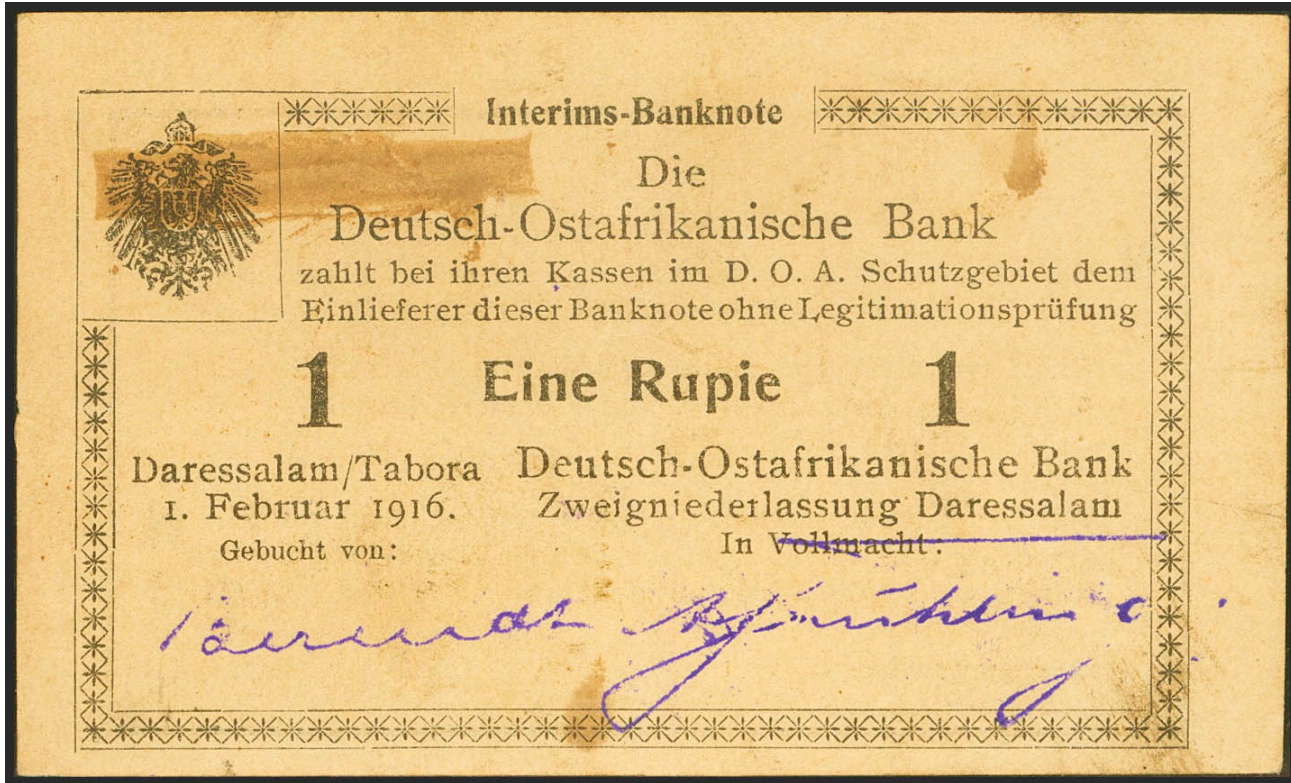 Interims-Banknote
Die
Deutsch-Ostafrikanische Bank
zahlt bei ihren Kassen im D. O. A. Schutzgebiet dem
Einlieferer dieser Banknote ohne Legitimationsprüfung
1 Eine Rupie 1
Daressalam/Tabora
1. Februar 1916.
Gebucht von:
Deutsch-Ostafrikanische Bank
Zweigniederlassung Daressalam
In Vollmacht: